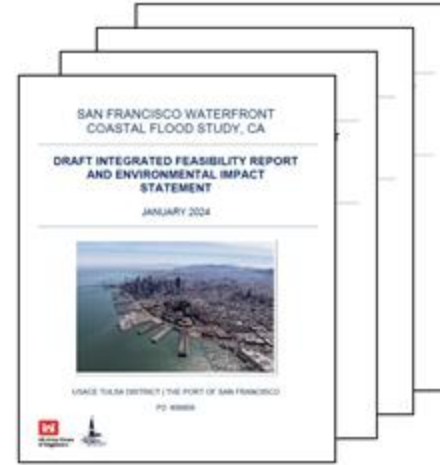 SAN FRANCISCO WATERFRONT
COASTAL FLOOD STUDY, CA
DRAFT INTEGRATED FEASIBILITY REPORT
AND ENVIRONMENTAL IMPACT
STATEMENT
JANUARY 2024
USACE TULSA DISTRICT | THE PORT OF SAN FRANCISCO